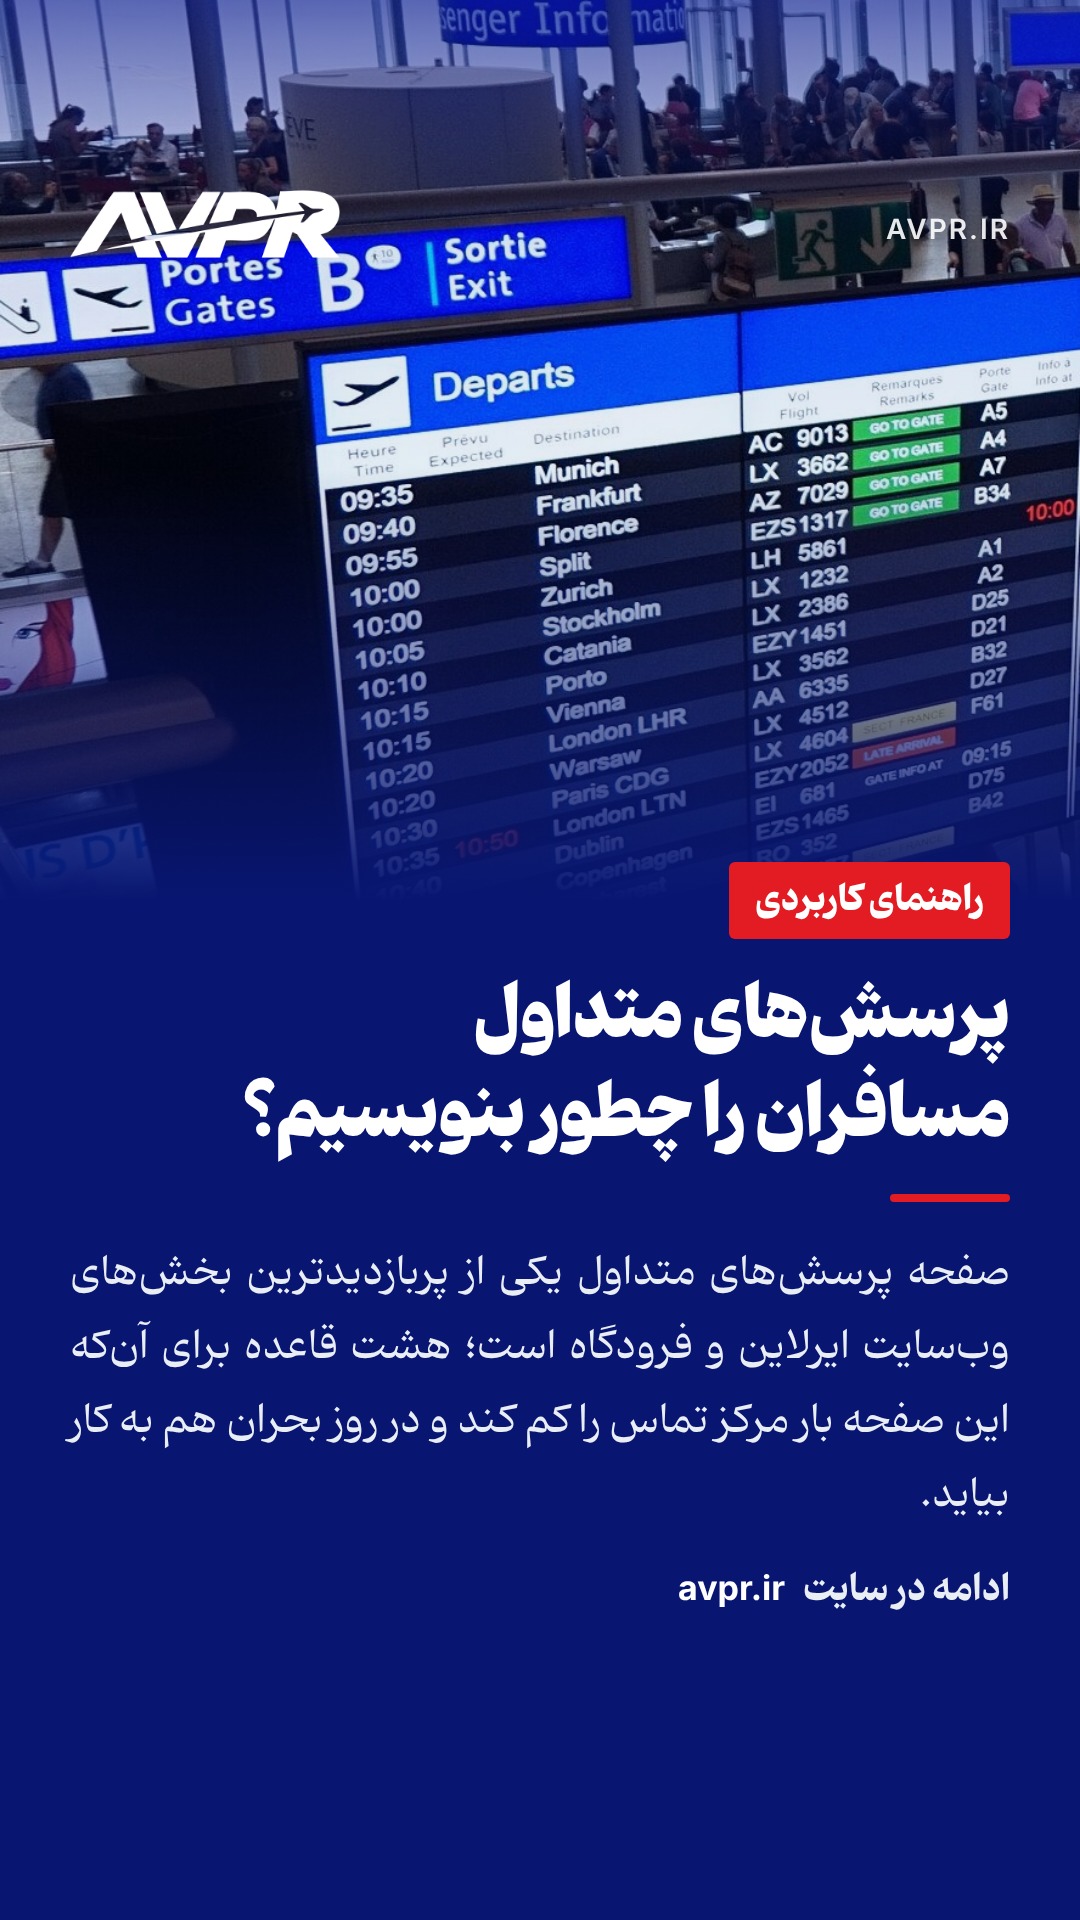 senger Information
AVPR
AVPR.IR
Portes
Gates
B
10
Sortie
Exit
Departs
Heure
Time
Prévu
Expected
Destination
Vol
Flight
Remarques
Remarks
Porte
Gate
Info à
Info at
09:35 Munich AC 9013 GO TO GATE A5
09:40 Frankfurt LX 3662 GO TO GATE A4
09:55 Florence AZ 7029 GO TO GATE A7
10:00 Split EZS 1317 GO TO GATE B34
10:00 Zurich LH 5861 10:00
10:05 Stockholm LX 1232 A1
10:10 Catania LX 2386 A2
10:15 Porto EZY 1451 D25
10:15 Vienna LX 3562 D21
10:20 London LHR AA 6335 B32
10:20 Warsaw LX 4512 D27
10:30 Paris CDG LX 4604 SECT. FRANCE F61
10:35 10:50 London LTN EZY 2052 LATE ARRIVAL
10:40 Dublin EI 681 GATE INFO AT 09:15
Copenhagen EZS 1465 D75
RO 352 B42
راهنمای کاربردی
پرسش‌های متداول
مسافران را چطور بنویسیم؟
صفحه پرسش‌های متداول یکی از پربازدیدترین بخش‌های
وب‌سایت ایرلاین و فرودگاه است؛ هشت قاعده برای آن‌که
این صفحه بار مرکز تماس را کم کند و در روز بحران هم به کار
بیاید.
ادامه در سایت avpr.ir